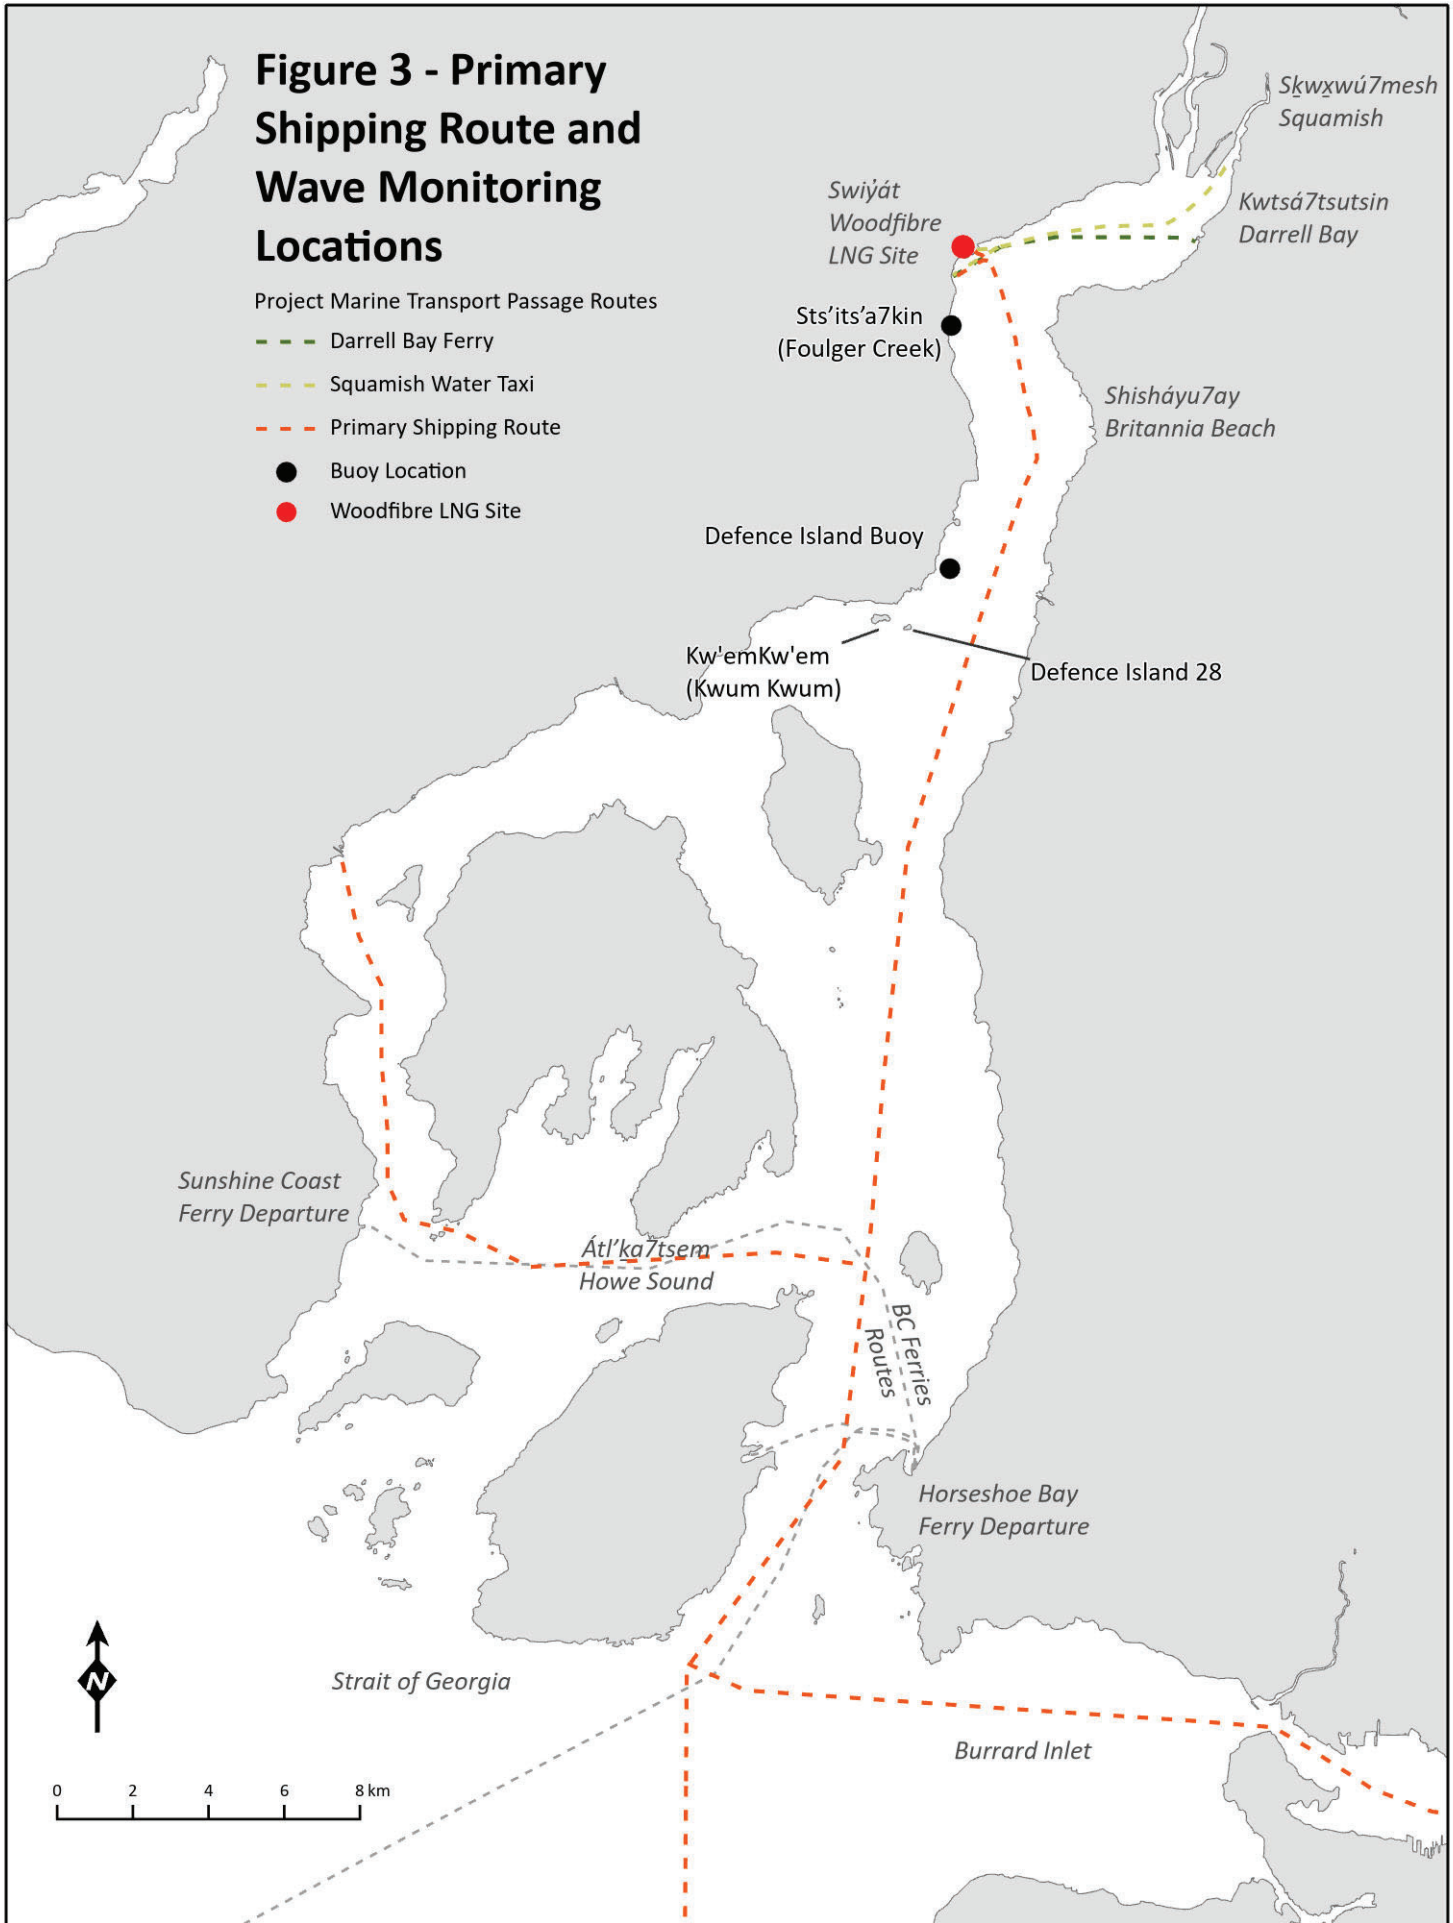 Figure 3 - Primary
Shipping Route and
Wave Monitoring
Locations
Project Marine Transport Passage Routes
Darrell Bay Ferry
Squamish Water Taxi
Primary Shipping Route
Buoy Location
Woodfibre LNG Site
Sḵwx̱wú7mesh
Squamish
Swiy̓át
Woodfibre
LNG Site
Kwtsá7tsutsin
Darrell Bay
Sts’its’a7kin
(Foulger Creek)
Shisháyu7ay
Britannia Beach
Defence Island Buoy
Kw'emKw'em
(Kwum Kwum)
Defence Island 28
Sunshine Coast
Ferry Departure
Átl’ḵa7tsem
Howe Sound
BC Ferries
Routes
Horseshoe Bay
Ferry Departure
Strait of Georgia
N
Burrard Inlet
0 2 4 6 8 km